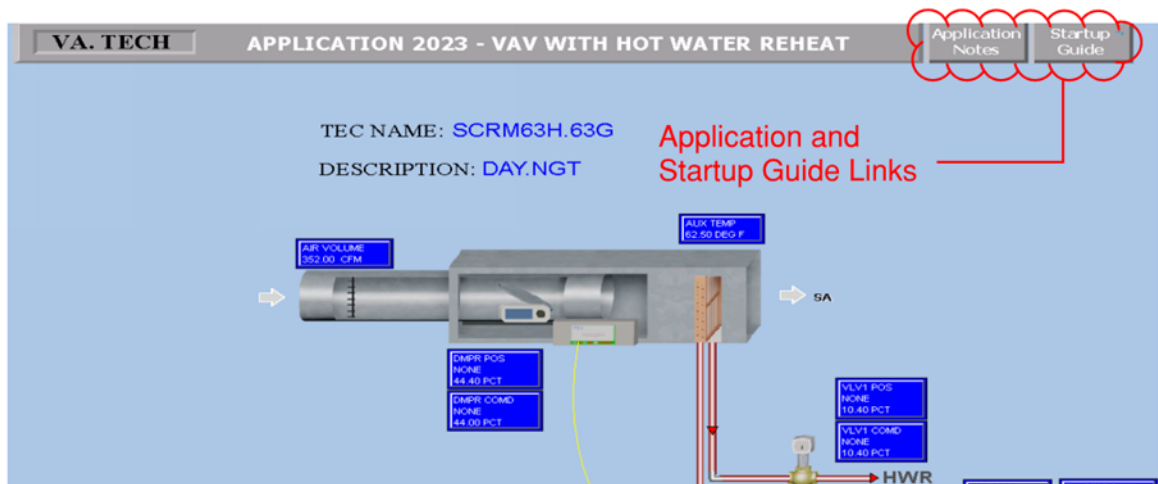 VA. TECH
APPLICATION 2023 - VAV WITH HOT WATER REHEAT
Application
Notes
Startup
Guide
TEC NAME: SCRM63H.63G
DESCRIPTION: DAY.NGT
Application and
Startup Guide Links
AUX TEMP
62.50 DEG F
AIR VOLUME
352.00 CFM
SA
DMPR POS
NONE
44.40 PCT
DMPR COMD
NONE
44.00 PCT
VLV1 POS
NONE
10.40 PCT
VLV1 COMD
NONE
10.40 PCT
HWR